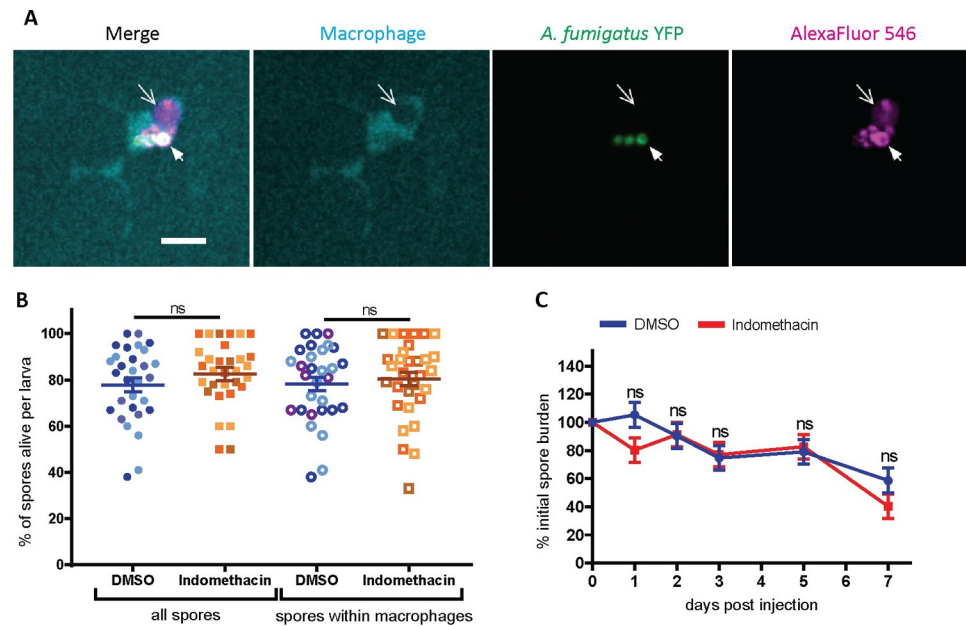 A
Merge
Macrophage
A. fumigatus YFP
AlexaFluor 546
B
ns
ns
% of spores alive per larva
100
80
60
40
20
0
DMSO
Indomethacin
DMSO
Indomethacin
all spores
spores within macrophages
C
DMSO
Indomethacin
% initial spore burden
140
120
100
80
60
40
20
0
ns
ns
ns
ns
ns
0 1 2 3 4 5 6 7
days post injection